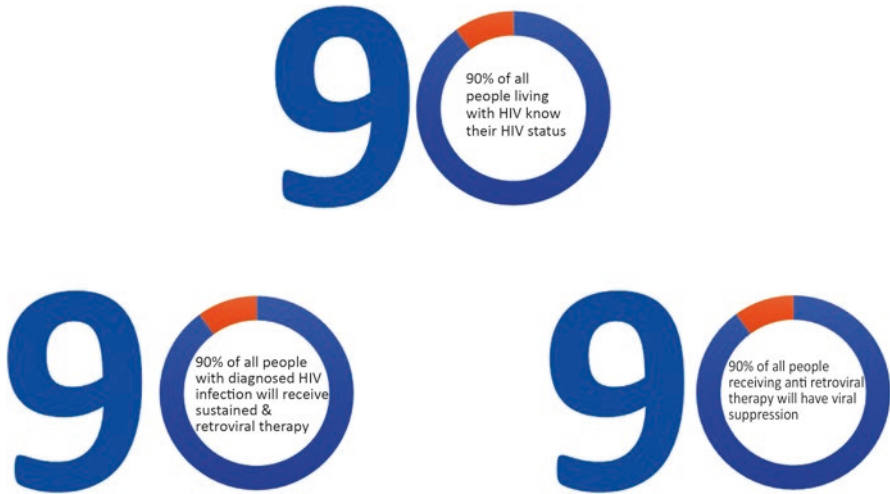 90
90% of all
people living
with HIV know
their HIV status
90
90% of all people
with diagnosed HIV
infection will receive
sustained &
retroviral therapy
90
90% of all people
receiving anti retroviral
therapy will have viral
suppression